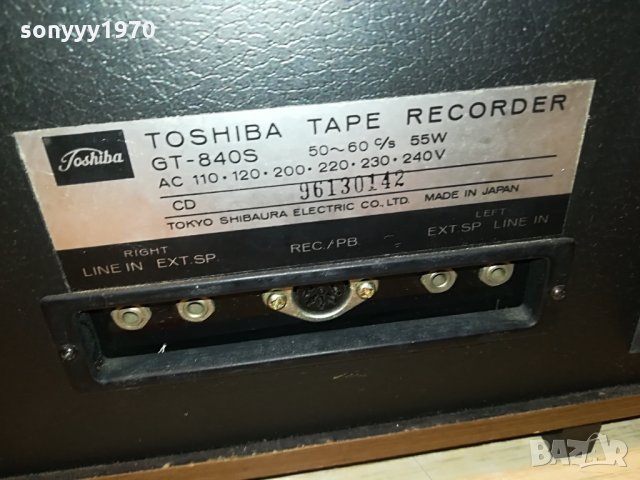 sonyyy1970
Toshiba
TOSHIBA TAPE RECORDER
GT-840S 50~60 c/s 55W
AC 110·120·200·220·230·240V
CD 96130142
TOKYO SHIBAURA ELECTRIC CO., LTD. MADE IN JAPAN
RIGHT
LINE IN EXT.SP
REC./PB
LEFT
EXT.SP LINE IN
bazar